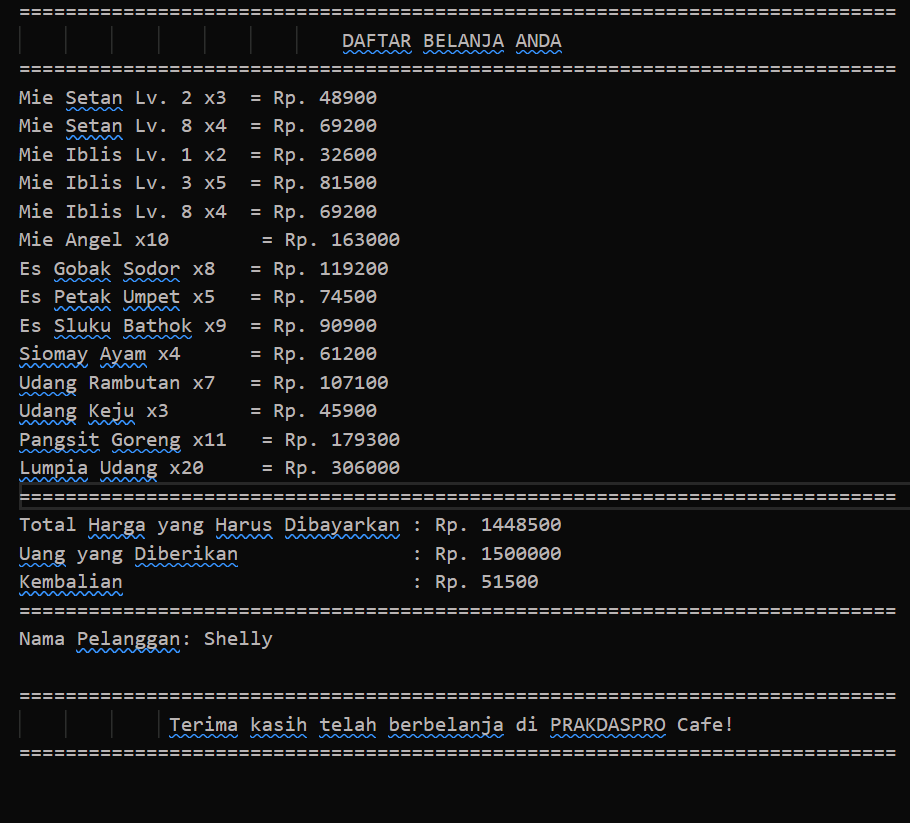 ============================================================================
DAFTAR BELANJA ANDA
============================================================================
Mie Setan Lv. 2 x3  = Rp. 48900
Mie Setan Lv. 8 x4  = Rp. 69200
Mie Iblis Lv. 1 x2  = Rp. 32600
Mie Iblis Lv. 3 x5  = Rp. 81500
Mie Iblis Lv. 8 x4  = Rp. 69200
Mie Angel x10        = Rp. 163000
Es Gobak Sodor x8   = Rp. 119200
Es Petak Umpet x5   = Rp. 74500
Es Sluku Bathok x9  = Rp. 90900
Siomay Ayam x4      = Rp. 61200
Udang Rambutan x7   = Rp. 107100
Udang Keju x3       = Rp. 45900
Pangsit Goreng x11   = Rp. 179300
Lumpia Udang x20     = Rp. 306000
============================================================================
Total Harga yang Harus Dibayarkan : Rp. 1448500
Uang yang Diberikan               : Rp. 1500000
Kembalian                         : Rp. 51500
============================================================================
Nama Pelanggan: Shelly
============================================================================
Terima kasih telah berbelanja di PRAKDASPRO Cafe!
============================================================================